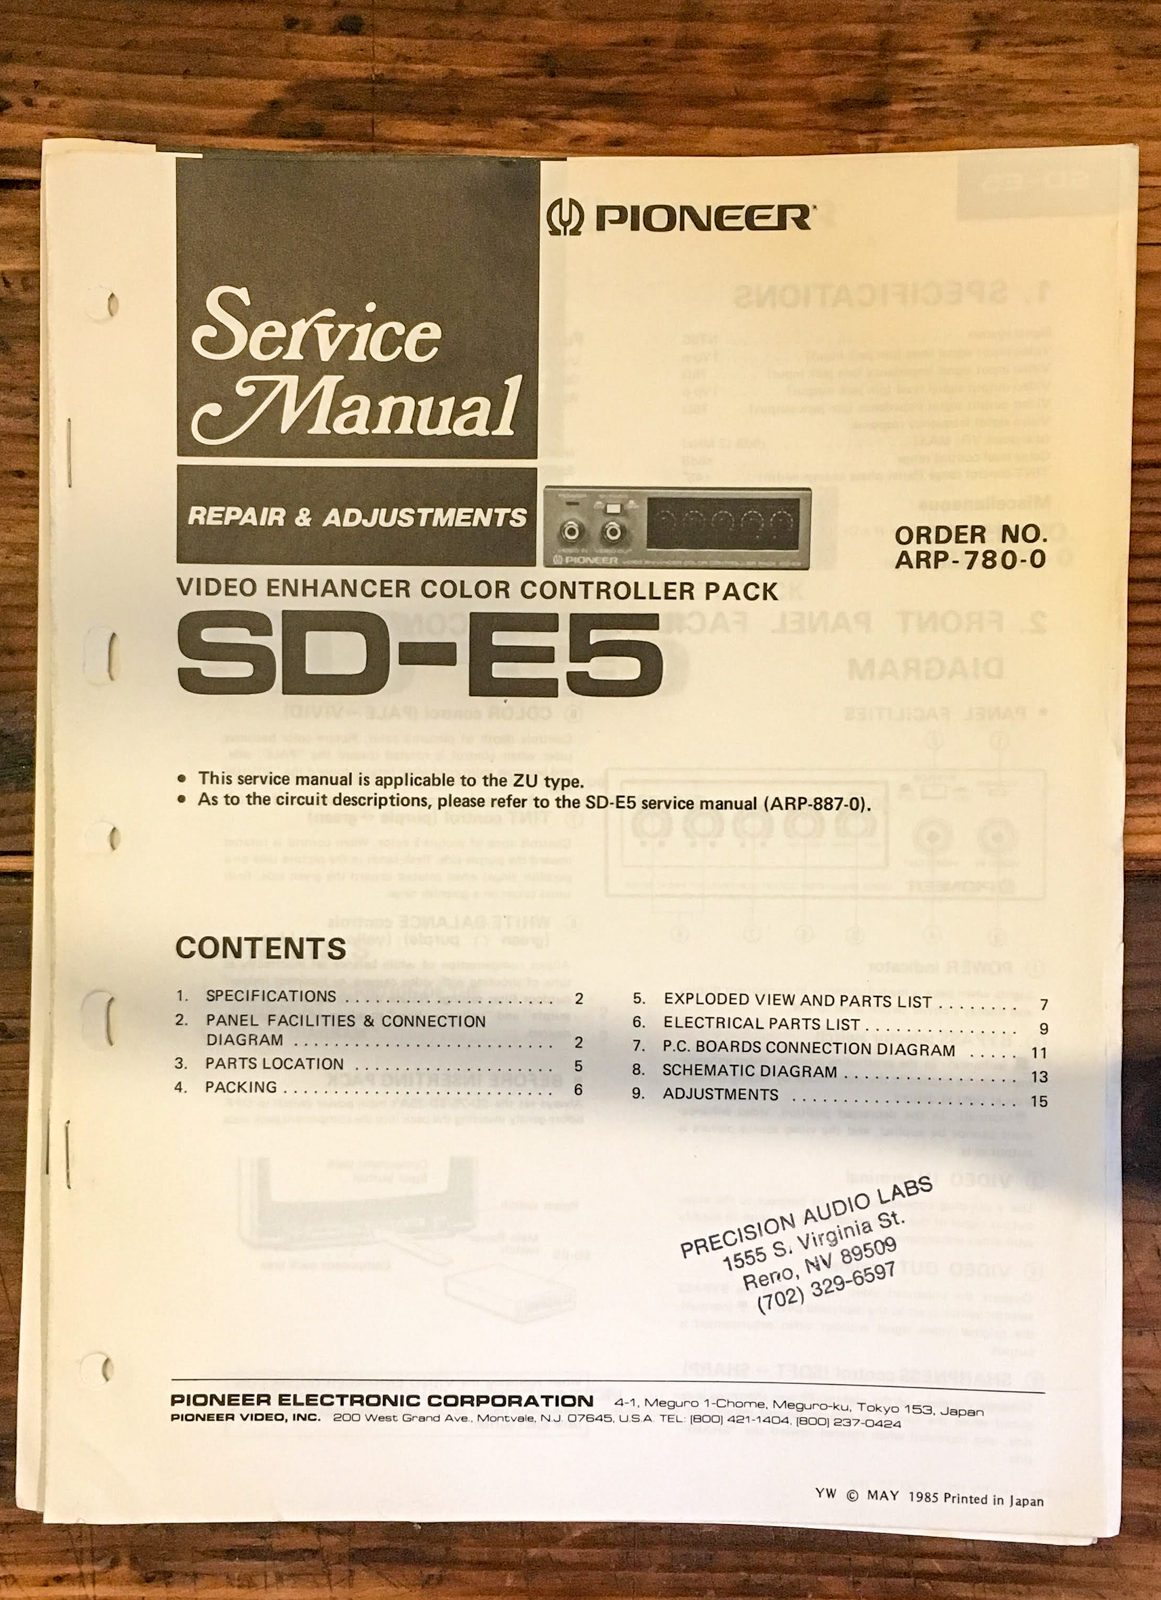 PIONEER
Service
Manual
REPAIR & ADJUSTMENTS
PIONEER
ORDER NO.
ARP-780-0
VIDEO ENHANCER COLOR CONTROLLER PACK
SD-E5
● This service manual is applicable to the ZU type.
● As to the circuit descriptions, please refer to the SD-E5 service manual (ARP-887-0).
CONTENTS
1. SPECIFICATIONS ..................... 2
2. PANEL FACILITIES & CONNECTION
DIAGRAM .......................... 2
3. PARTS LOCATION .................... 5
4. PACKING ........................... 6
5. EXPLODED VIEW AND PARTS LIST ........ 7
6. ELECTRICAL PARTS LIST ............... 9
7. P.C. BOARDS CONNECTION DIAGRAM ..... 11
8. SCHEMATIC DIAGRAM ................. 13
9. ADJUSTMENTS ...................... 15
PRECISION AUDIO LABS
1555 S. Virginia St.
Reno, NV 89509
(702) 329-6597
PIONEER ELECTRONIC CORPORATION 4-1, Meguro 1-Chome, Meguro-ku, Tokyo 153, Japan
PIONEER VIDEO, INC. 200 West Grand Ave., Montvale, N.J. 07645, U.S.A. TEL: (800) 421-1404, (800) 237-0424
YW © MAY 1985 Printed in Japan